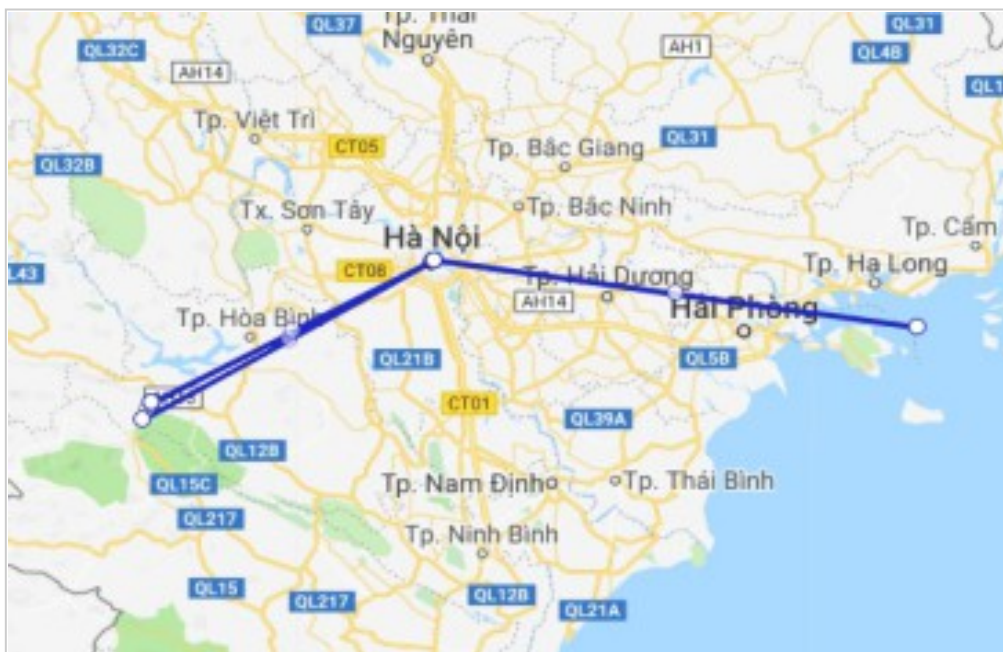 Tp. Thái
Nguyên
QL37
QL32C
AH14
AH1
QL31
QL4B
Tp. Việt Trì
CT05
QL32B
Tp. Bắc Giang
QL31
Tx. Sơn Tây
Tp. Bắc Ninh
Hà Nội
CT08
Tp. Hải Dương
AH14
Tp. Hạ Long
Tp. Cẩm
L43
Tp. Hòa Bình
Hải Phòng
QL21B
QL5B
CT01
QL39A
QL12B
QL15C
Tp. Nam Định
Tp. Thái Bình
QL217
Tp. Ninh Bình
QL15
QL217
QL12B
QL21A